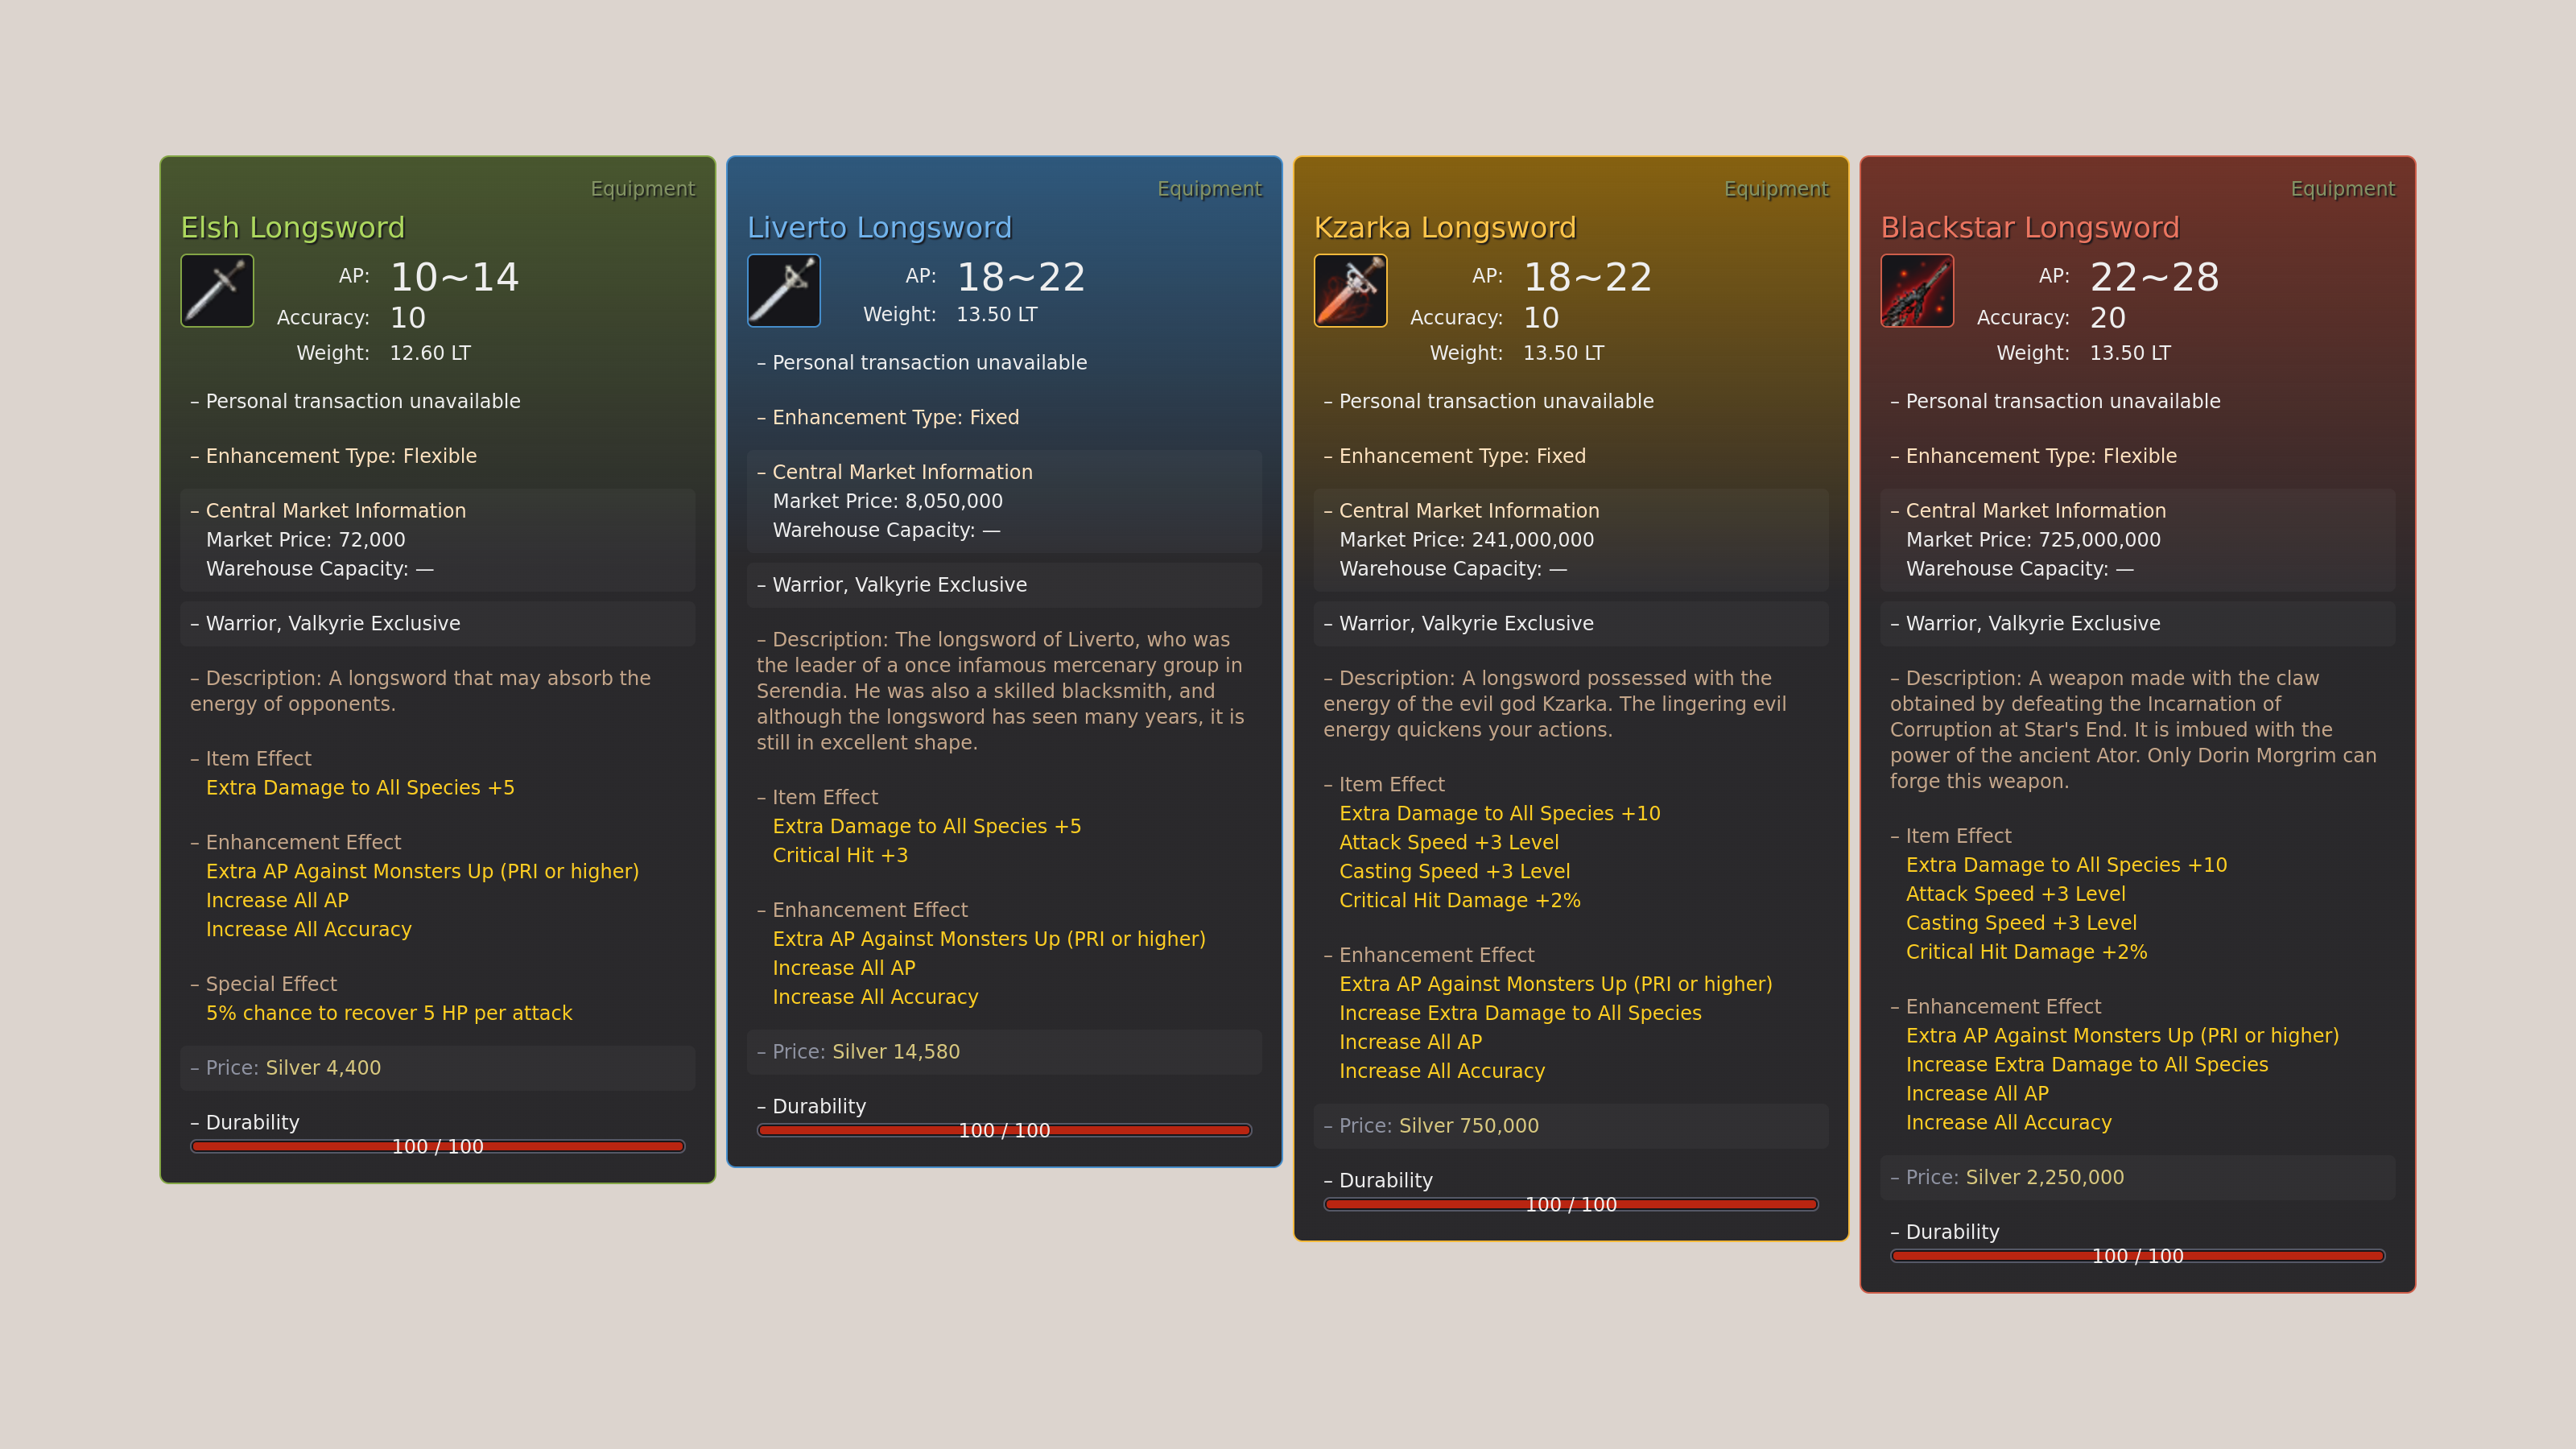 Equipment
Elsh Longsword
AP: 10~14
Accuracy: 10
Weight: 12.60 LT
– Personal transaction unavailable
– Enhancement Type: Flexible
– Central Market Information
Market Price: 72,000
Warehouse Capacity: —
– Warrior, Valkyrie Exclusive
– Description: A longsword that may absorb the
energy of opponents.
– Item Effect
Extra Damage to All Species +5
– Enhancement Effect
Extra AP Against Monsters Up (PRI or higher)
Increase All AP
Increase All Accuracy
– Special Effect
5% chance to recover 5 HP per attack
– Price: Silver 4,400
– Durability
100 / 100
Equipment
Liverto Longsword
AP: 18~22
Weight: 13.50 LT
– Personal transaction unavailable
– Enhancement Type: Fixed
– Central Market Information
Market Price: 8,050,000
Warehouse Capacity: —
– Warrior, Valkyrie Exclusive
– Description: The longsword of Liverto, who was
the leader of a once infamous mercenary group in
Serendia. He was also a skilled blacksmith, and
although the longsword has seen many years, it is
still in excellent shape.
– Item Effect
Extra Damage to All Species +5
Critical Hit +3
– Enhancement Effect
Extra AP Against Monsters Up (PRI or higher)
Increase All AP
Increase All Accuracy
– Price: Silver 14,580
– Durability
100 / 100
Equipment
Kzarka Longsword
AP: 18~22
Accuracy: 10
Weight: 13.50 LT
– Personal transaction unavailable
– Enhancement Type: Fixed
– Central Market Information
Market Price: 241,000,000
Warehouse Capacity: —
– Warrior, Valkyrie Exclusive
– Description: A longsword possessed with the
energy of the evil god Kzarka. The lingering evil
energy quickens your actions.
– Item Effect
Extra Damage to All Species +10
Attack Speed +3 Level
Casting Speed +3 Level
Critical Hit Damage +2%
– Enhancement Effect
Extra AP Against Monsters Up (PRI or higher)
Increase Extra Damage to All Species
Increase All AP
Increase All Accuracy
– Price: Silver 750,000
– Durability
100 / 100
Equipment
Blackstar Longsword
AP: 22~28
Accuracy: 20
Weight: 13.50 LT
– Personal transaction unavailable
– Enhancement Type: Flexible
– Central Market Information
Market Price: 725,000,000
Warehouse Capacity: —
– Warrior, Valkyrie Exclusive
– Description: A weapon made with the claw
obtained by defeating the Incarnation of
Corruption at Star's End. It is imbued with the
power of the ancient Ator. Only Dorin Morgrim can
forge this weapon.
– Item Effect
Extra Damage to All Species +10
Attack Speed +3 Level
Casting Speed +3 Level
Critical Hit Damage +2%
– Enhancement Effect
Extra AP Against Monsters Up (PRI or higher)
Increase Extra Damage to All Species
Increase All AP
Increase All Accuracy
– Price: Silver 2,250,000
– Durability
100 / 100